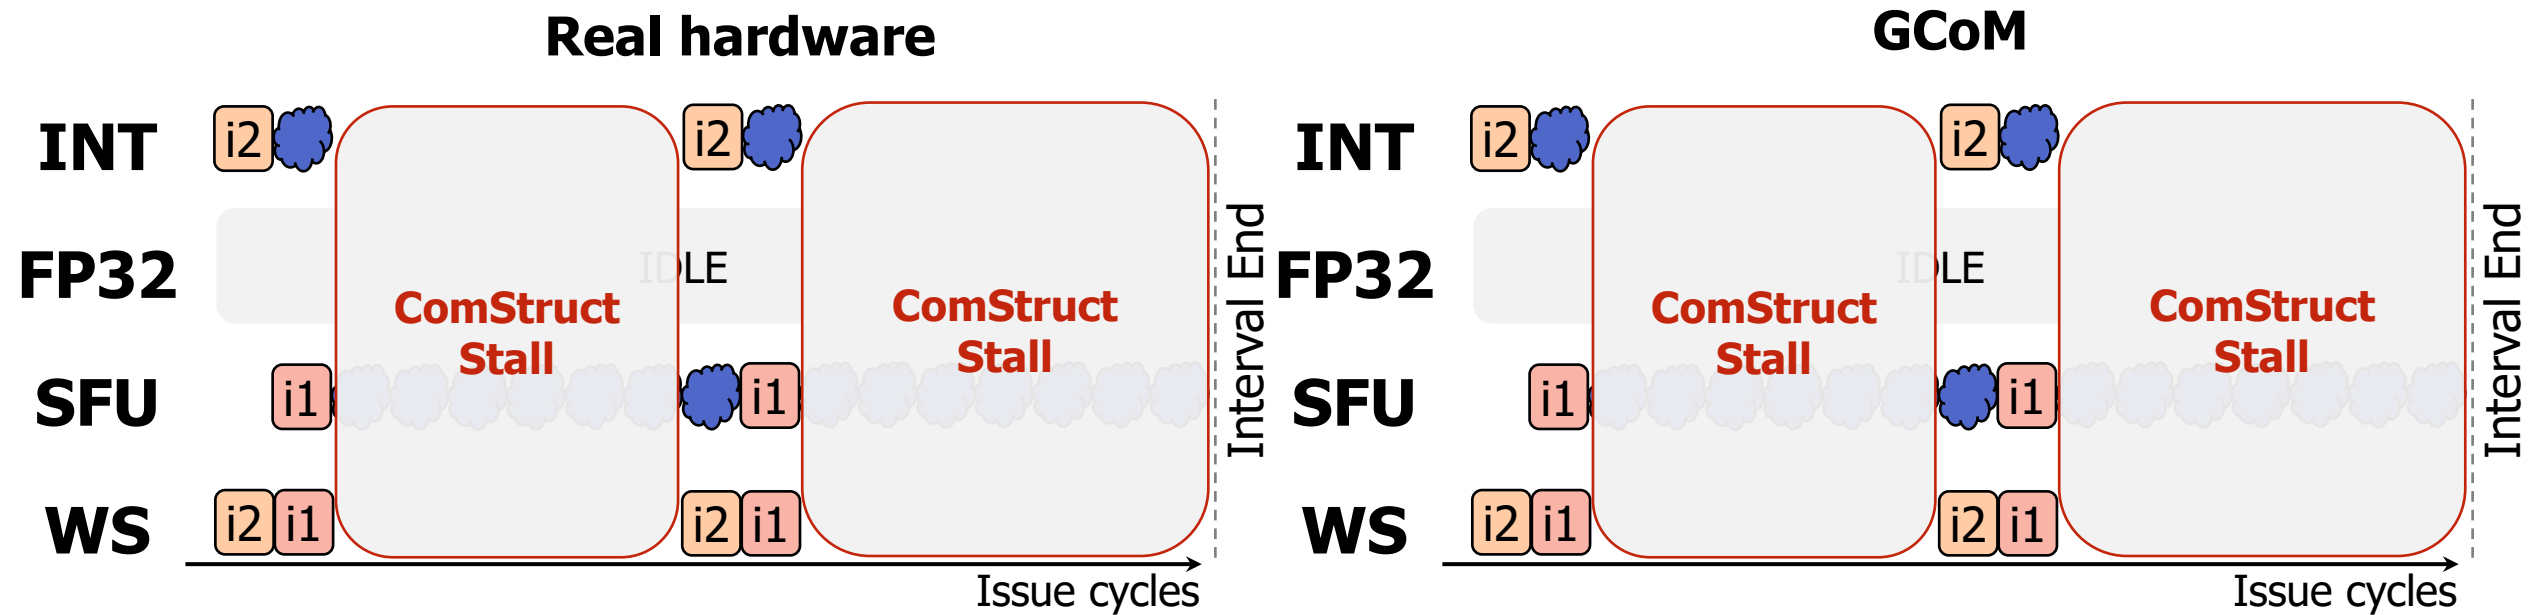 Real hardware
INT
i2
i2
FP32
IDLE
ComStruct
Stall
ComStruct
Stall
SFU
i1
i1
WS
i2 i1
i2 i1
Issue cycles
Interval End
GCoM
INT
i2
i2
FP32
IDLE
ComStruct
Stall
ComStruct
Stall
SFU
i1
i1
WS
i2 i1
i2 i1
Issue cycles
Interval End